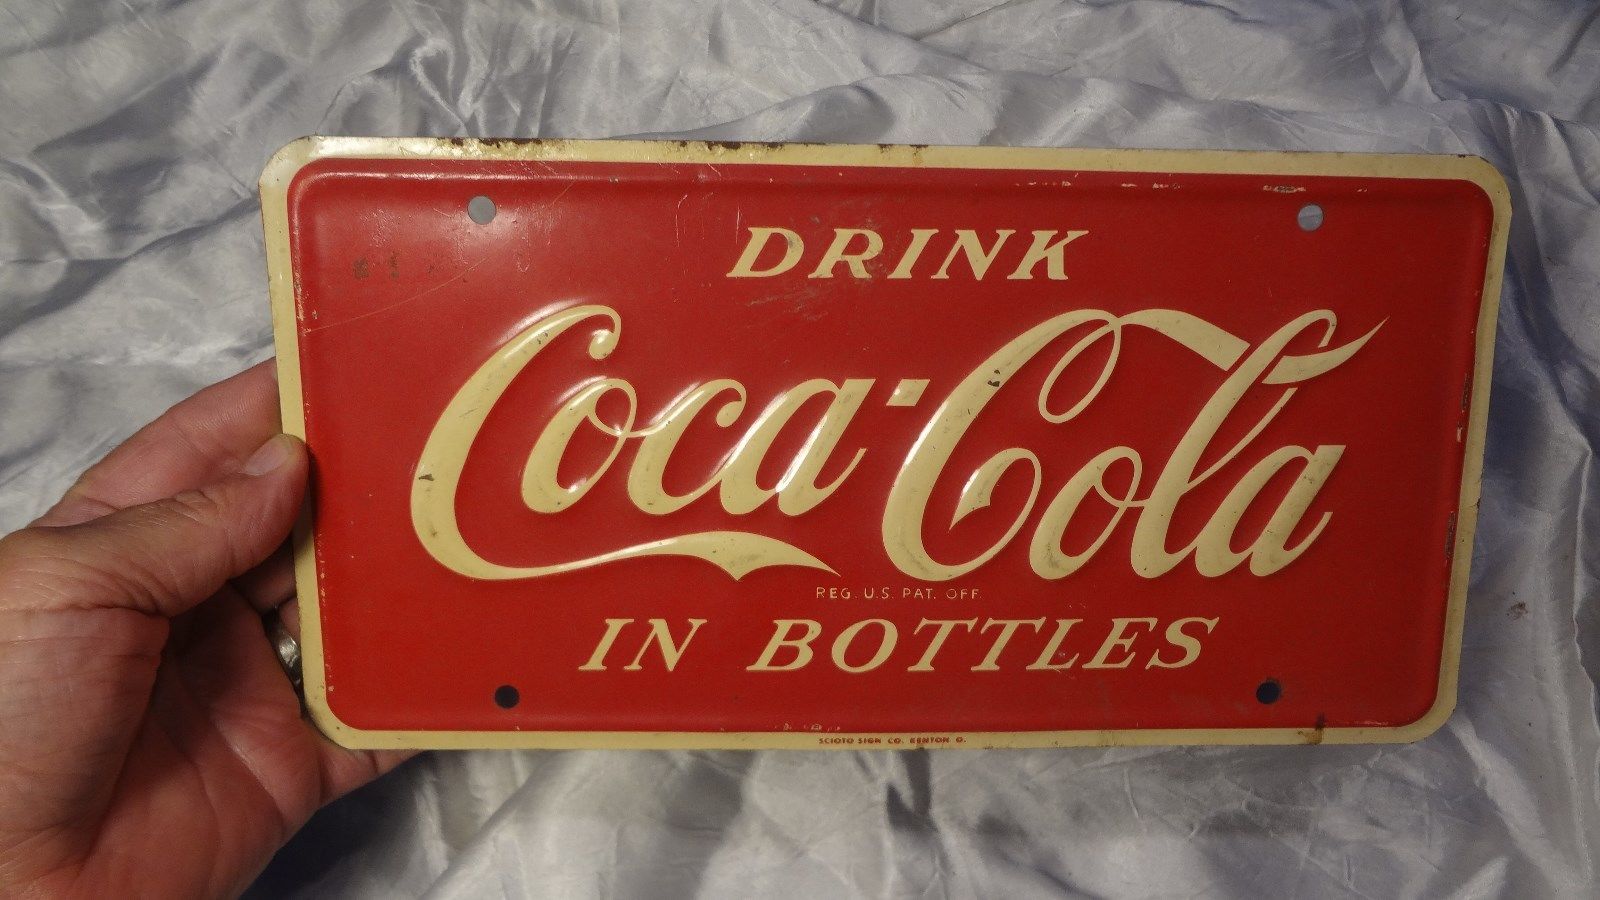 DRINK
Coca-Cola
REG. U.S. PAT. OFF.
IN BOTTLES
SCIOTO SIGN CO. KENTON O.